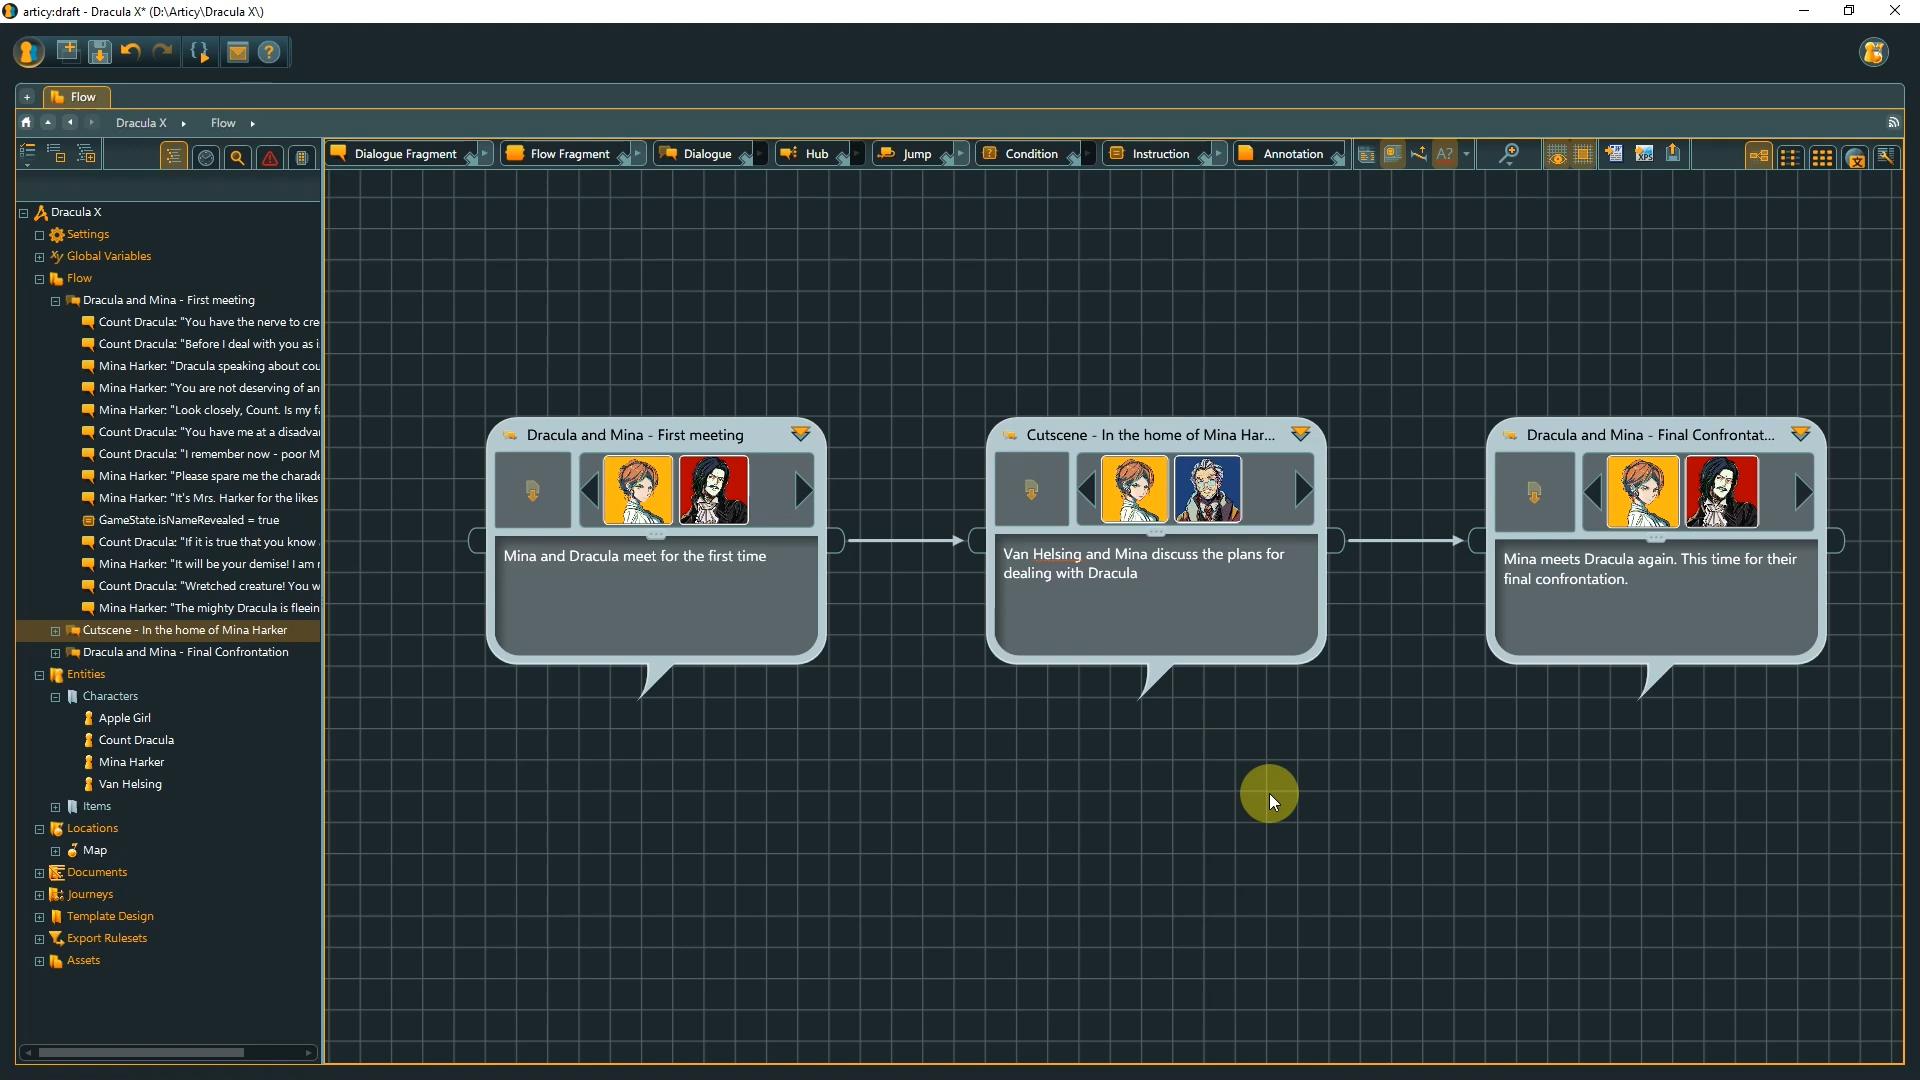 articy:draft - Dracula X* (D:\Articy\Dracula X\)
Flow
Dracula X
Flow
Dialogue Fragment
Flow Fragment
Dialogue
Hub
Jump
Condition
Instruction
Annotation
Dracula X
Settings
Global Variables
Flow
Dracula and Mina - First meeting
Count Dracula: "You have the nerve to cre
Count Dracula: "Before I deal with you as i
Mina Harker: "Dracula speaking about cou
Mina Harker: "You are not deserving of an
Mina Harker: "Look closely, Count. Is my f
Count Dracula: "You have me at a disadva
Count Dracula: "I remember now - poor M
Mina Harker: "Please spare me the charade
Mina Harker: "It's Mrs. Harker for the likes
GameState.isNameRevealed = true
Count Dracula: "If it is true that you know
Mina Harker: "It will be your demise! I am
Count Dracula: "Wretched creature! You w
Mina Harker: "The mighty Dracula is fleein
Cutscene - In the home of Mina Harker
Dracula and Mina - Final Confrontation
Entities
Characters
Apple Girl
Count Dracula
Mina Harker
Van Helsing
Items
Locations
Map
Documents
Journeys
Template Design
Export Rulesets
Assets
Dracula and Mina - First meeting
Mina and Dracula meet for the first time
Cutscene - In the home of Mina Har...
Van Helsing and Mina discuss the plans for
dealing with Dracula
Dracula and Mina - Final Confrontat...
Mina meets Dracula again. This time for their
final confrontation.